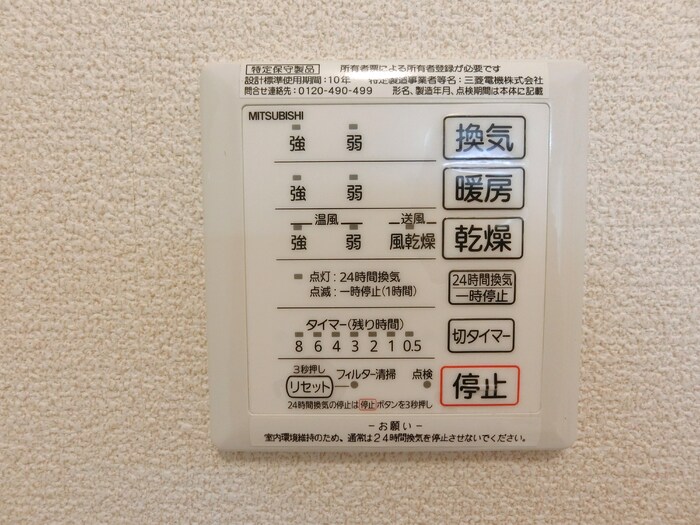 特定保守製品 所有者票による所有者登録が必要です
設計標準使用期間:10年 特定製造事業者等名:三菱電機株式会社
問合せ連絡先:0120-490-499 形名、製造年月、点検期間は本体に記載
MITSUBISHI
強 弱 換気
強 弱 暖房
温風 送風
強 弱 風乾燥 乾燥
点灯:24時間換気
点滅:一時停止(1時間)
24時間換気
一時停止
タイマー(残り時間)
8 6 4 3 2 1 0.5
切タイマー
3秒押し
リセット フィルター清掃 点検
停止
24時間換気の停止は停止ボタンを3秒押し
-お願い-
室内環境維持のため、通常は24時間換気を停止させないでください。